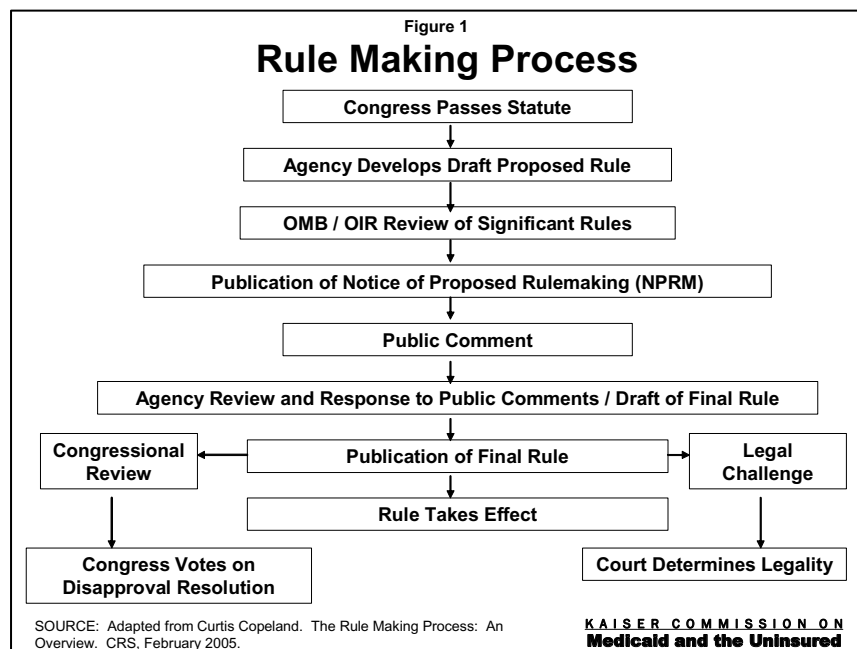 Figure 1
Rule Making Process
Congress Passes Statute
Agency Develops Draft Proposed Rule
OMB / OIR Review of Significant Rules
Publication of Notice of Proposed Rulemaking (NPRM)
Public Comment
Agency Review and Response to Public Comments / Draft of Final Rule
Congressional
Review
Publication of Final Rule
Legal
Challenge
Rule Takes Effect
Congress Votes on
Disapproval Resolution
Court Determines Legality
SOURCE: Adapted from Curtis Copeland. The Rule Making Process: An
Overview. CRS, February 2005.
KAISER COMMISSION ON
Medicaid and the Uninsured